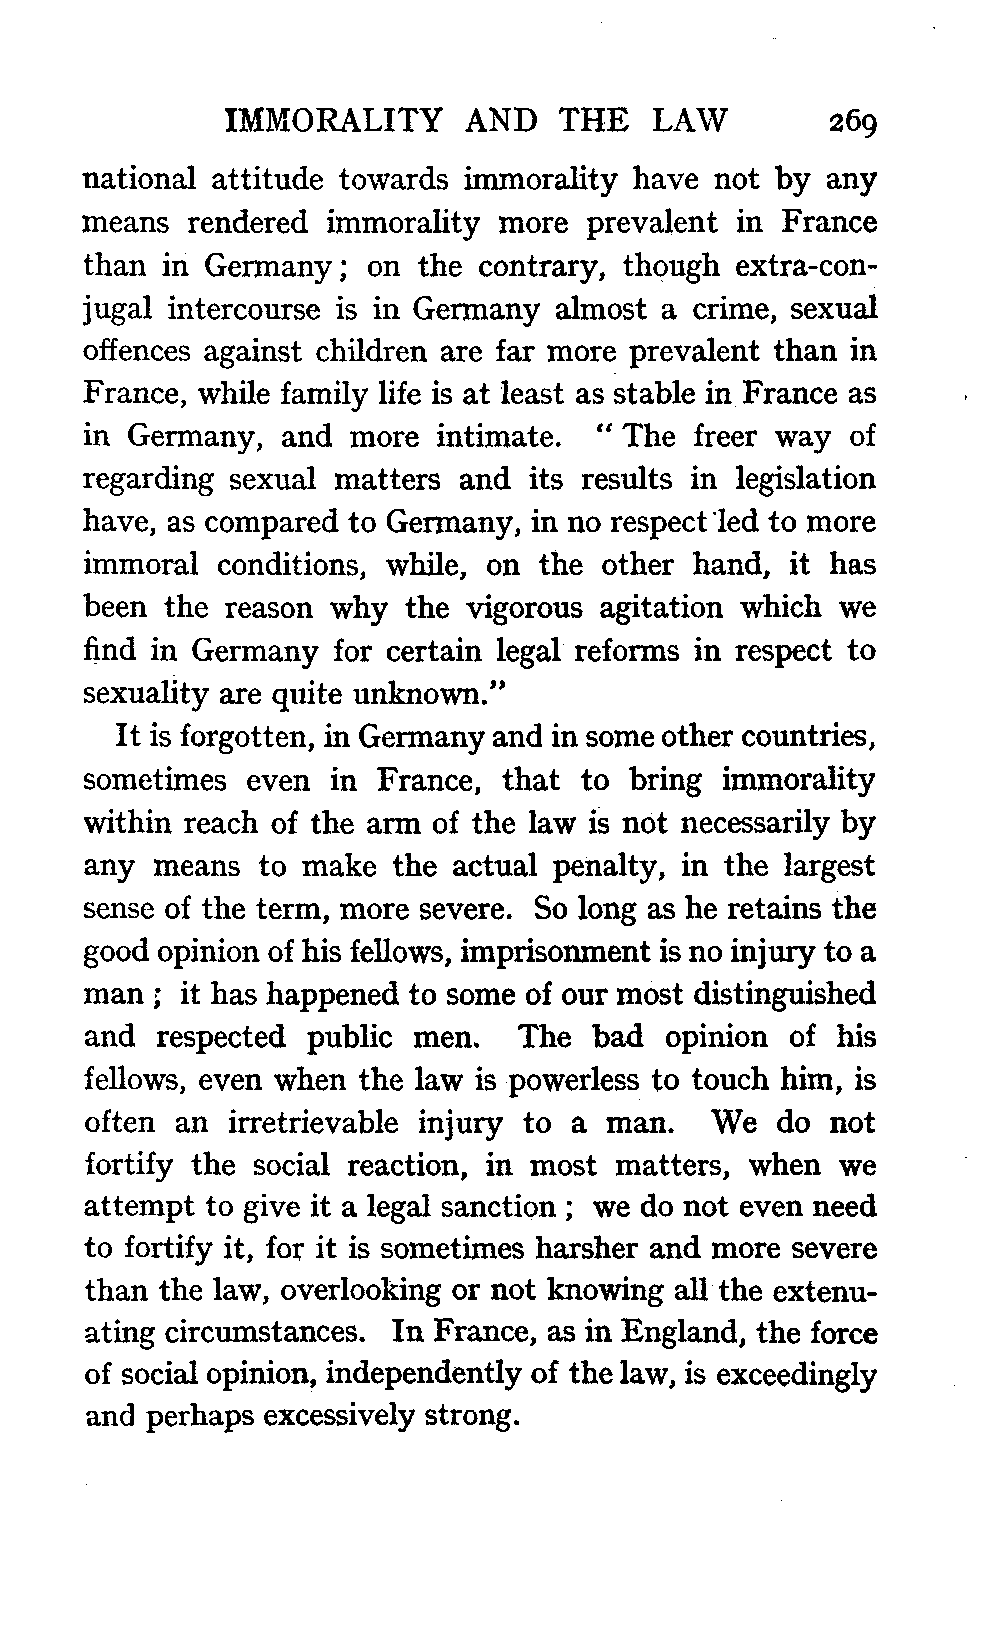 IMMORALITY AND THE LAW 269
national attitude towards immorality have not by any
means rendered immorality more prevalent in France
than in Germany; on the contrary, though extra-con-
jugal intercourse is in Germany almost a crime, sexual
offences against children are far more prevalent than in
France, while family life is at least as stable in France as
in Germany, and more intimate. " The freer way of
regarding sexual matters and its results in legislation
have, as compared to Germany, in no respect led to more
immoral conditions, while, on the other hand, it has
been the reason why the vigorous agitation which we
find in Germany for certain legal reforms in respect to
sexuality are quite unknown."
It is forgotten, in Germany and in some other countries,
sometimes even in France, that to bring immorality
within reach of the arm of the law is not necessarily by
any means to make the actual penalty, in the largest
sense of the term, more severe. So long as he retains the
good opinion of his fellows, imprisonment is no injury to a
man ; it has happened to some of our most distinguished
and respected public men. The bad opinion of his
fellows, even when the law is powerless to touch him, is
often an irretrievable injury to a man. We do not
fortify the social reaction, in most matters, when we
attempt to give it a legal sanction ; we do not even need
to fortify it, for it is sometimes harsher and more severe
than the law, overlooking or not knowing all the extenu-
ating circumstances. In France, as in England, the force
of social opinion, independently of the law, is exceedingly
and perhaps excessively strong.